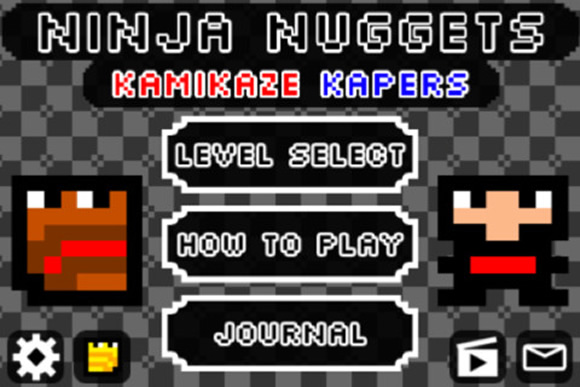 NINJA NUGGETS
KAMIKAZE KAPERS
LEVEL SELECT
HOW TO PLAY
JOURNAL